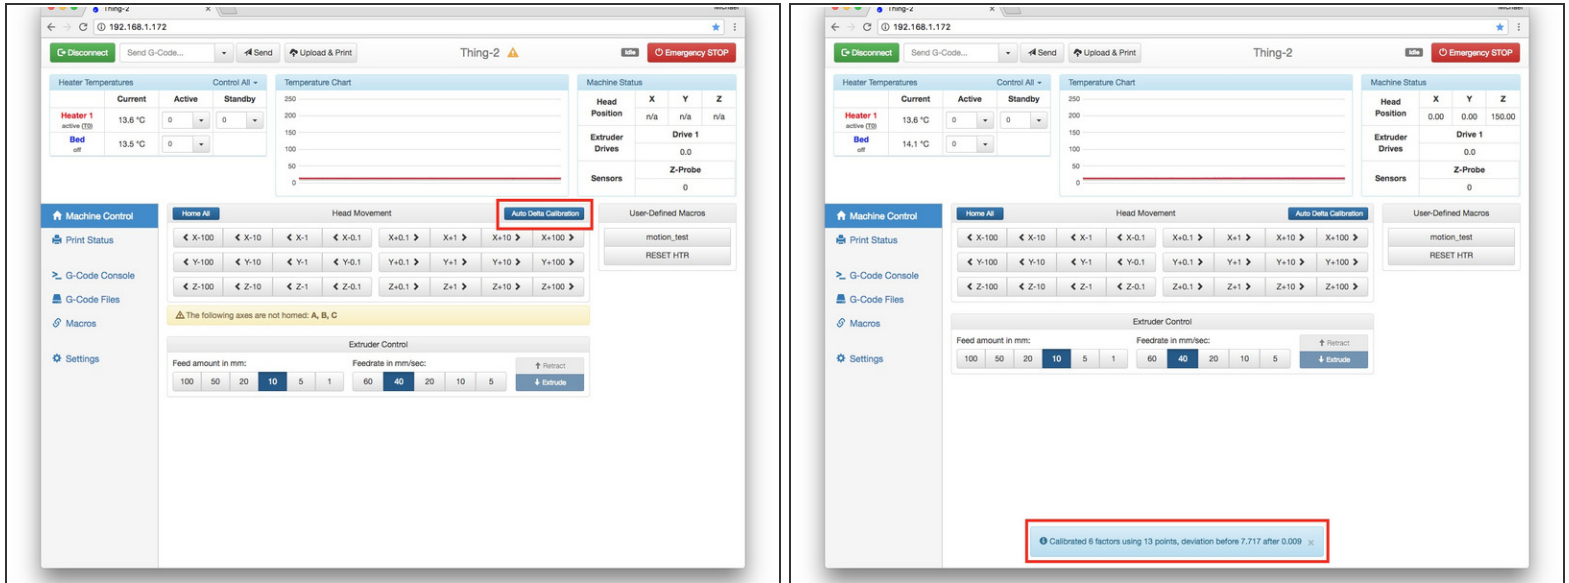 Thing-2
192.168.1.172
Disconnect Send G-Code... Send Upload & Print Thing-2 Idle Emergency STOP
Heater Temperatures Control All Temperature Chart Machine Status
Current Active Standby
Heater 1 active (T0) 13.6 °C 0 0
Bed off 13.5 °C 0
250
200
150
100
50
0
Head Position X Y Z
n/a n/a n/a
Extruder Drives Drive 1
0.0
Sensors Z-Probe
0
Machine Control
Print Status
G-Code Console
G-Code Files
Macros
Settings
Home All Head Movement Auto Delta Calibration
X-100 X-10 X-1 X-0.1 X+0.1 X+1 X+10 X+100
Y-100 Y-10 Y-1 Y-0.1 Y+0.1 Y+1 Y+10 Y+100
Z-100 Z-10 Z-1 Z-0.1 Z+0.1 Z+1 Z+10 Z+100
User-Defined Macros
motion_test
RESET HTR
The following axes are not homed: A, B, C
Extruder Control
Feed amount in mm: Feedrate in mm/sec:
100 50 20 10 5 1 60 40 20 10 5
Retract
Extrude
Thing-2
192.168.1.172
Disconnect Send G-Code... Send Upload & Print Thing-2 Idle Emergency STOP
Heater Temperatures Control All Temperature Chart Machine Status
Current Active Standby
Heater 1 active (T0) 13.6 °C 0 0
Bed off 14.1 °C 0
250
200
150
100
50
0
Head Position X Y Z
0.00 0.00 150.00
Extruder Drives Drive 1
0.0
Sensors Z-Probe
0
Machine Control
Print Status
G-Code Console
G-Code Files
Macros
Settings
Home All Head Movement Auto Delta Calibration
X-100 X-10 X-1 X-0.1 X+0.1 X+1 X+10 X+100
Y-100 Y-10 Y-1 Y-0.1 Y+0.1 Y+1 Y+10 Y+100
Z-100 Z-10 Z-1 Z-0.1 Z+0.1 Z+1 Z+10 Z+100
User-Defined Macros
motion_test
RESET HTR
Extruder Control
Feed amount in mm: Feedrate in mm/sec:
100 50 20 10 5 1 60 40 20 10 5
Retract
Extrude
Calibrated 6 factors using 13 points, deviation before 7.717 after 0.009